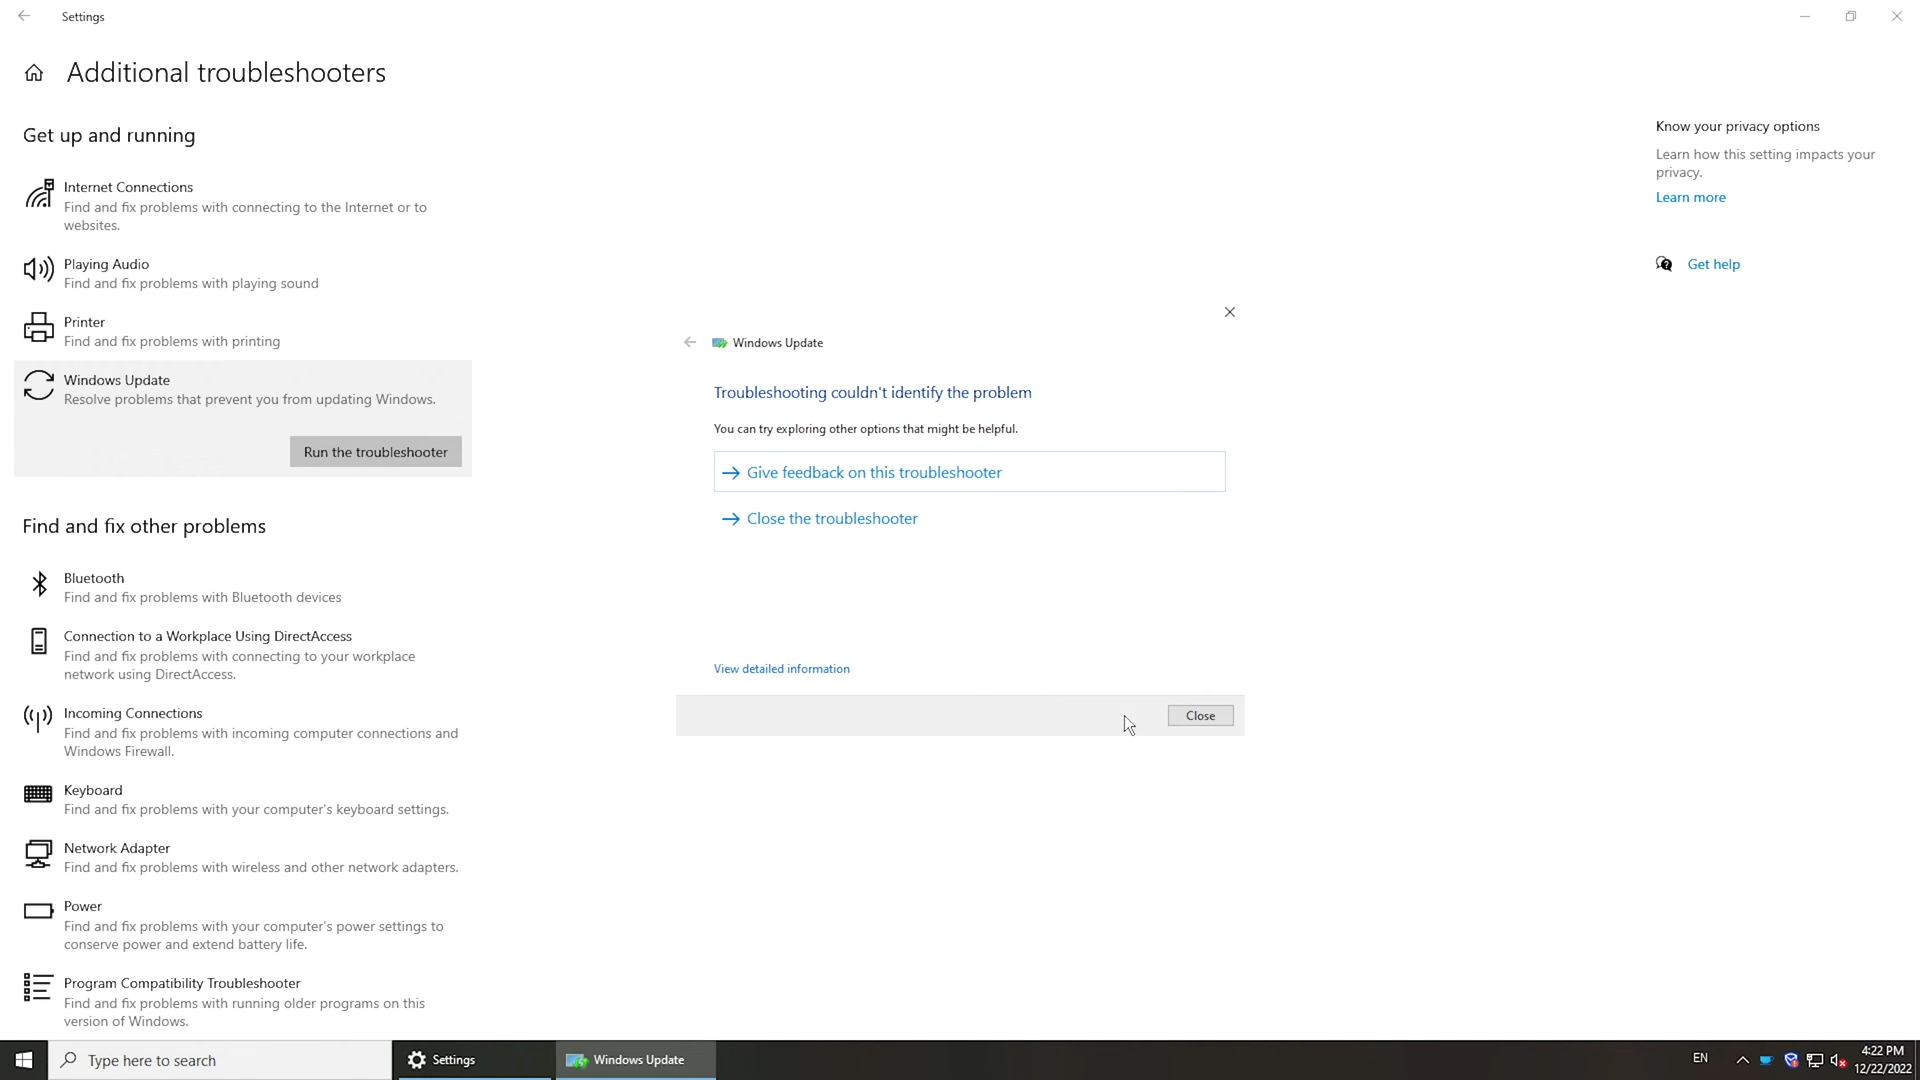 Settings
Additional troubleshooters
Get up and running
Internet Connections
Find and fix problems with connecting to the Internet or to
websites.
Playing Audio
Find and fix problems with playing sound
Printer
Find and fix problems with printing
Windows Update
Resolve problems that prevent you from updating Windows.
Run the troubleshooter
Find and fix other problems
Bluetooth
Find and fix problems with Bluetooth devices
Connection to a Workplace Using DirectAccess
Find and fix problems with connecting to your workplace
network using DirectAccess.
Incoming Connections
Find and fix problems with incoming computer connections and
Windows Firewall.
Keyboard
Find and fix problems with your computer's keyboard settings.
Network Adapter
Find and fix problems with wireless and other network adapters.
Power
Find and fix problems with your computer's power settings to
conserve power and extend battery life.
Program Compatibility Troubleshooter
Find and fix problems with running older programs on this
version of Windows.
Windows Update
Troubleshooting couldn't identify the problem
You can try exploring other options that might be helpful.
Give feedback on this troubleshooter
Close the troubleshooter
View detailed information
Close
Know your privacy options
Learn how this setting impacts your
privacy.
Learn more
Get help
Type here to search
Settings
Windows Update
EN
4:22 PM
12/22/2022